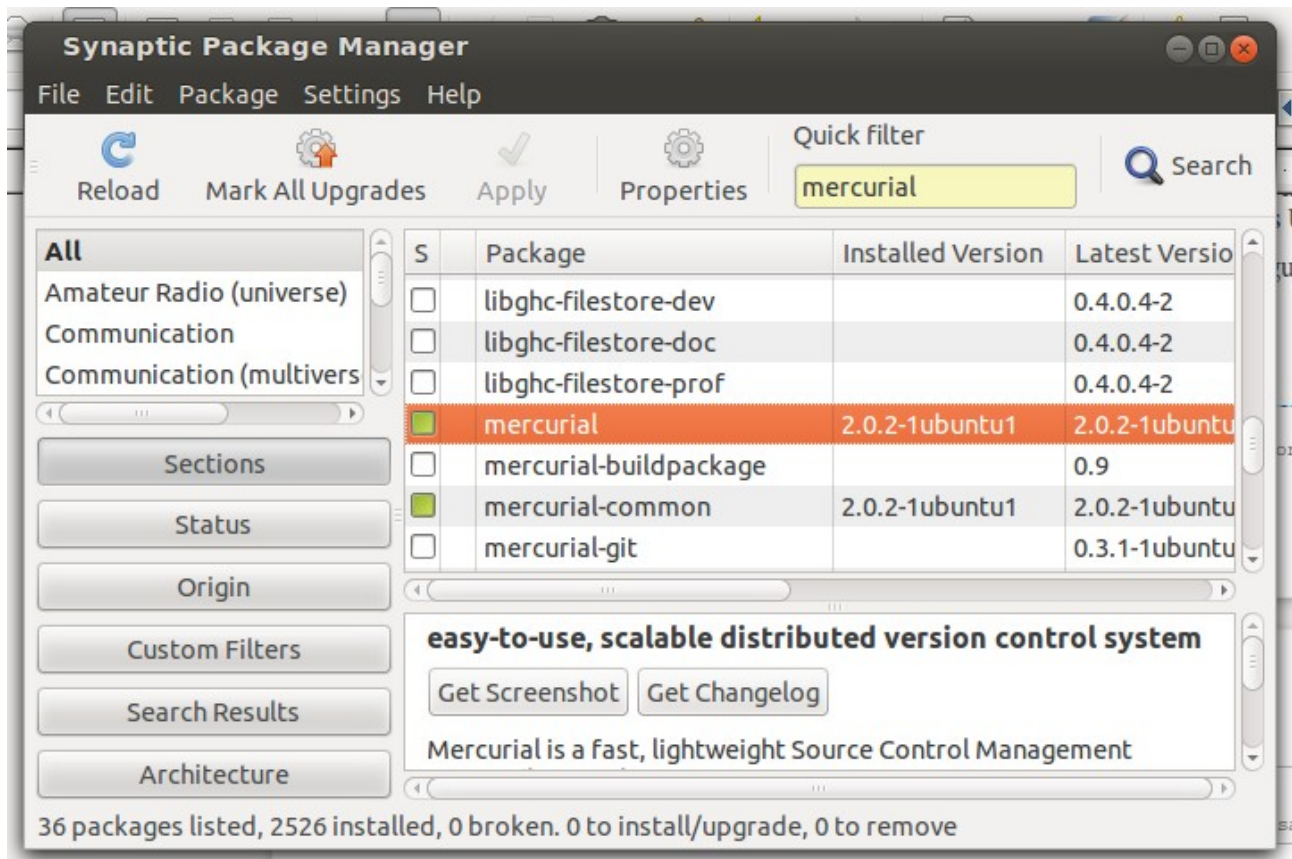 Synaptic Package Manager
File Edit Package Settings Help
Reload Mark All Upgrades Apply Properties Quick filter mercurial Search
All
Amateur Radio (universe)
Communication
Communication (multivers
Sections
Status
Origin
Custom Filters
Search Results
Architecture
S Package Installed Version Latest Versio
libghc-filestore-dev 0.4.0.4-2
libghc-filestore-doc 0.4.0.4-2
libghc-filestore-prof 0.4.0.4-2
mercurial 2.0.2-1ubuntu1 2.0.2-1ubuntu
mercurial-buildpackage 0.9
mercurial-common 2.0.2-1ubuntu1 2.0.2-1ubuntu
mercurial-git 0.3.1-1ubuntu
easy-to-use, scalable distributed version control system
Get Screenshot Get Changelog
Mercurial is a fast, lightweight Source Control Management
36 packages listed, 2526 installed, 0 broken. 0 to install/upgrade, 0 to remove